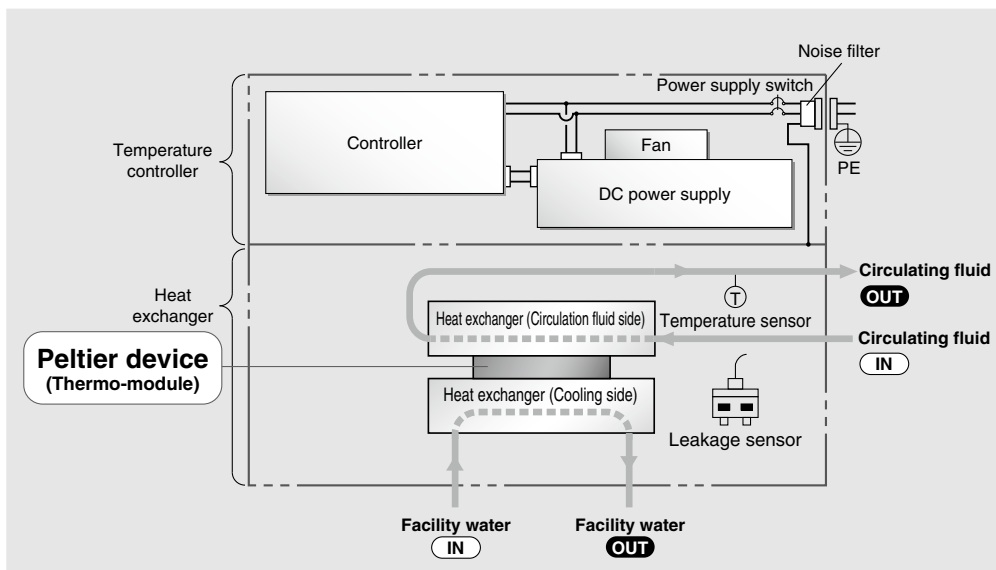 Noise filter
Power supply switch
Controller
Fan
Temperature
controller
DC power supply
PE
Circulating fluid
OUT
Heat
exchanger
T
Heat exchanger (Circulation fluid side)
Temperature sensor
Circulating fluid
IN
Peltier device
(Thermo-module)
Heat exchanger (Cooling side)
Leakage sensor
Facility water
IN
Facility water
OUT